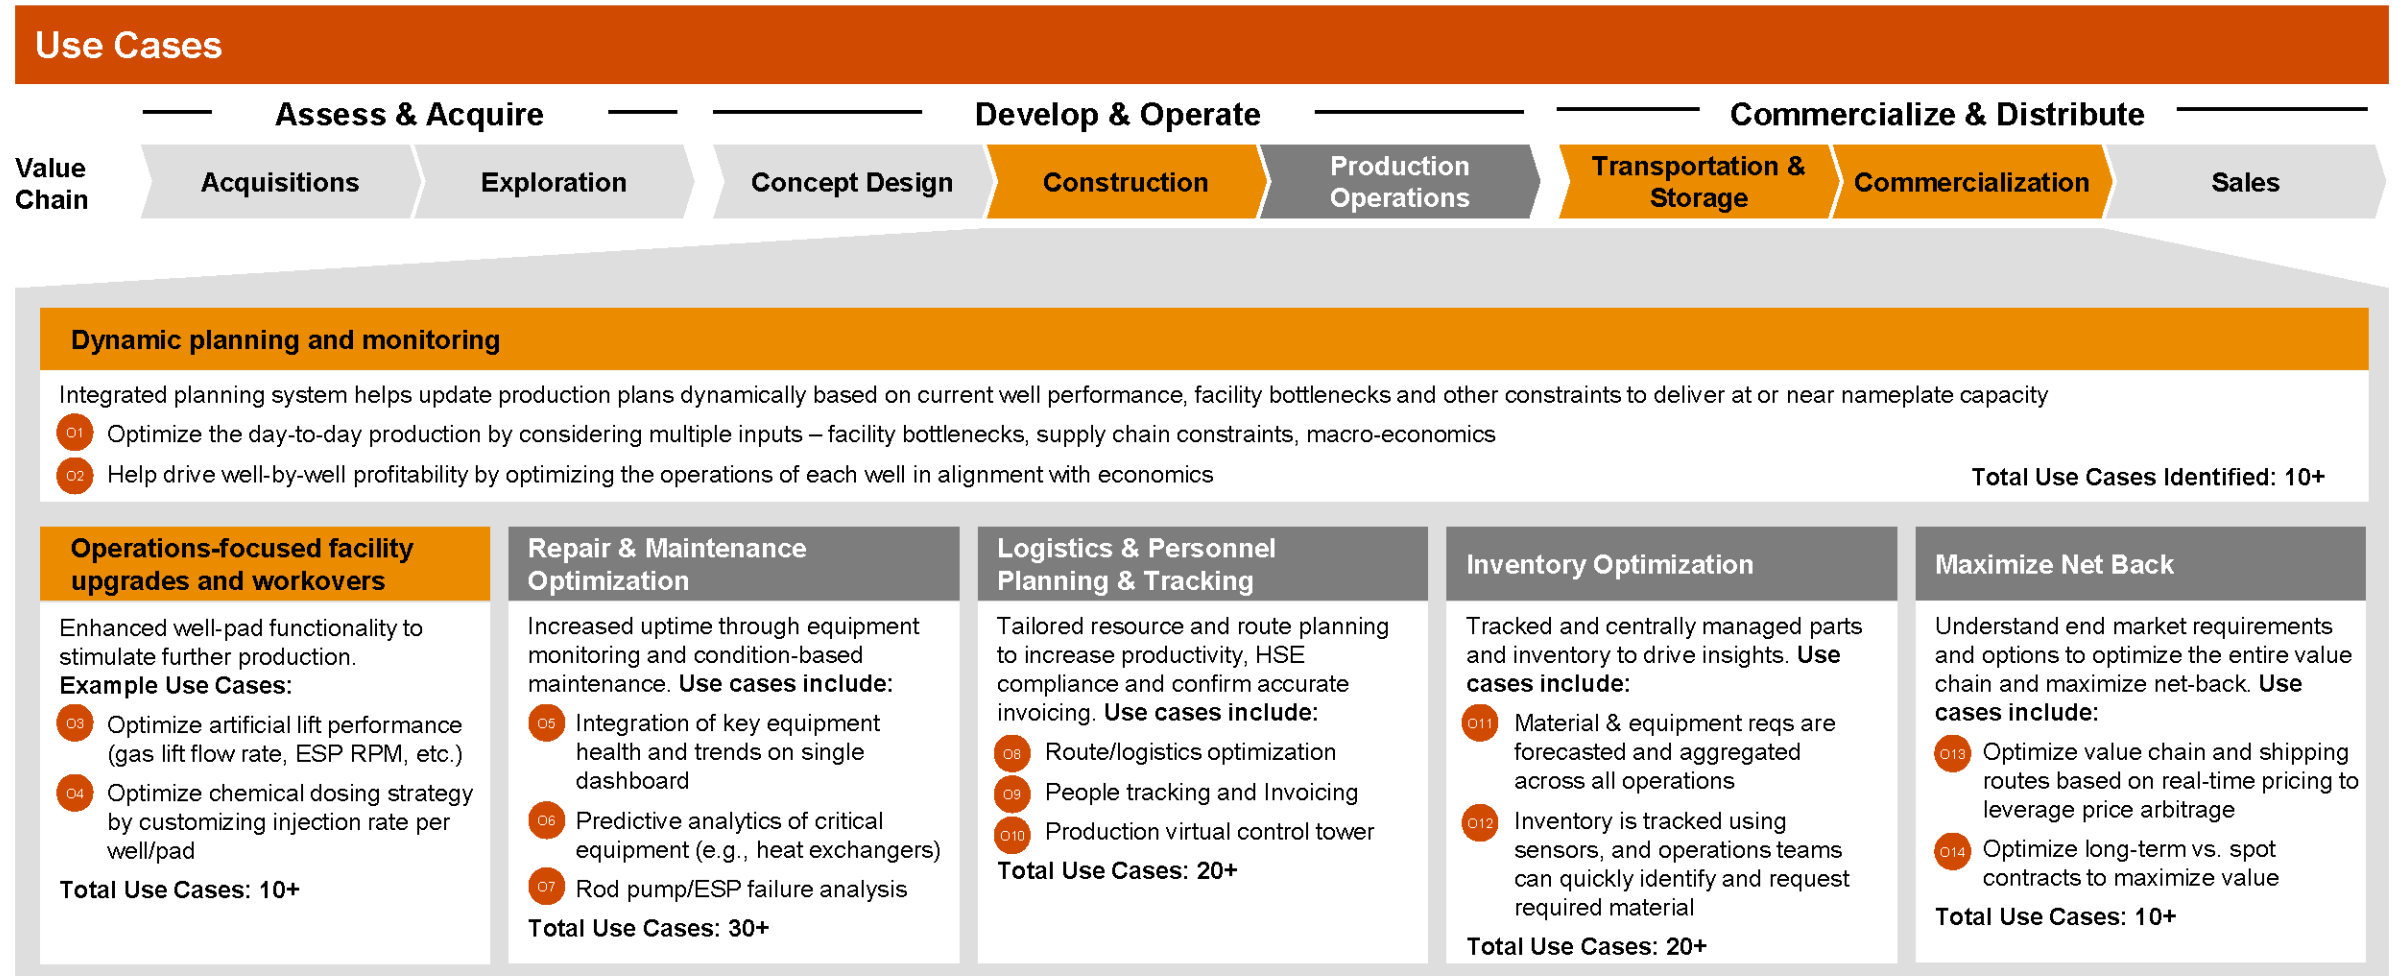 Use Cases
Assess & Acquire
Develop & Operate
Commercialize & Distribute
Value
Chain
Acquisitions
Exploration
Concept Design
Construction
Production
Operations
Transportation &
Storage
Commercialization
Sales
Dynamic planning and monitoring
Integrated planning system helps update production plans dynamically based on current well performance, facility bottlenecks and other constraints to deliver at or near nameplate capacity
O1 Optimize the day-to-day production by considering multiple inputs – facility bottlenecks, supply chain constraints, macro-economics
O2 Help drive well-by-well profitability by optimizing the operations of each well in alignment with economics
Total Use Cases Identified: 10+
Operations-focused facility
upgrades and workovers
Enhanced well-pad functionality to
stimulate further production.
Example Use Cases:
O3 Optimize artificial lift performance
(gas lift flow rate, ESP RPM, etc.)
O4 Optimize chemical dosing strategy
by customizing injection rate per
well/pad
Total Use Cases: 10+
Repair & Maintenance
Optimization
Increased uptime through equipment
monitoring and condition-based
maintenance. Use cases include:
O5 Integration of key equipment
health and trends on single
dashboard
O6 Predictive analytics of critical
equipment (e.g., heat exchangers)
O7 Rod pump/ESP failure analysis
Total Use Cases: 30+
Logistics & Personnel
Planning & Tracking
Tailored resource and route planning
to increase productivity, HSE
compliance and confirm accurate
invoicing. Use cases include:
O8 Route/logistics optimization
O9 People tracking and Invoicing
O10 Production virtual control tower
Total Use Cases: 20+
Inventory Optimization
Tracked and centrally managed parts
and inventory to drive insights. Use
cases include:
O11 Material & equipment reqs are
forecasted and aggregated
across all operations
O12 Inventory is tracked using
sensors, and operations teams
can quickly identify and request
required material
Total Use Cases: 20+
Maximize Net Back
Understand end market requirements
and options to optimize the entire value
chain and maximize net-back. Use
cases include:
O13 Optimize value chain and shipping
routes based on real-time pricing to
leverage price arbitrage
O14 Optimize long-term vs. spot
contracts to maximize value
Total Use Cases: 10+